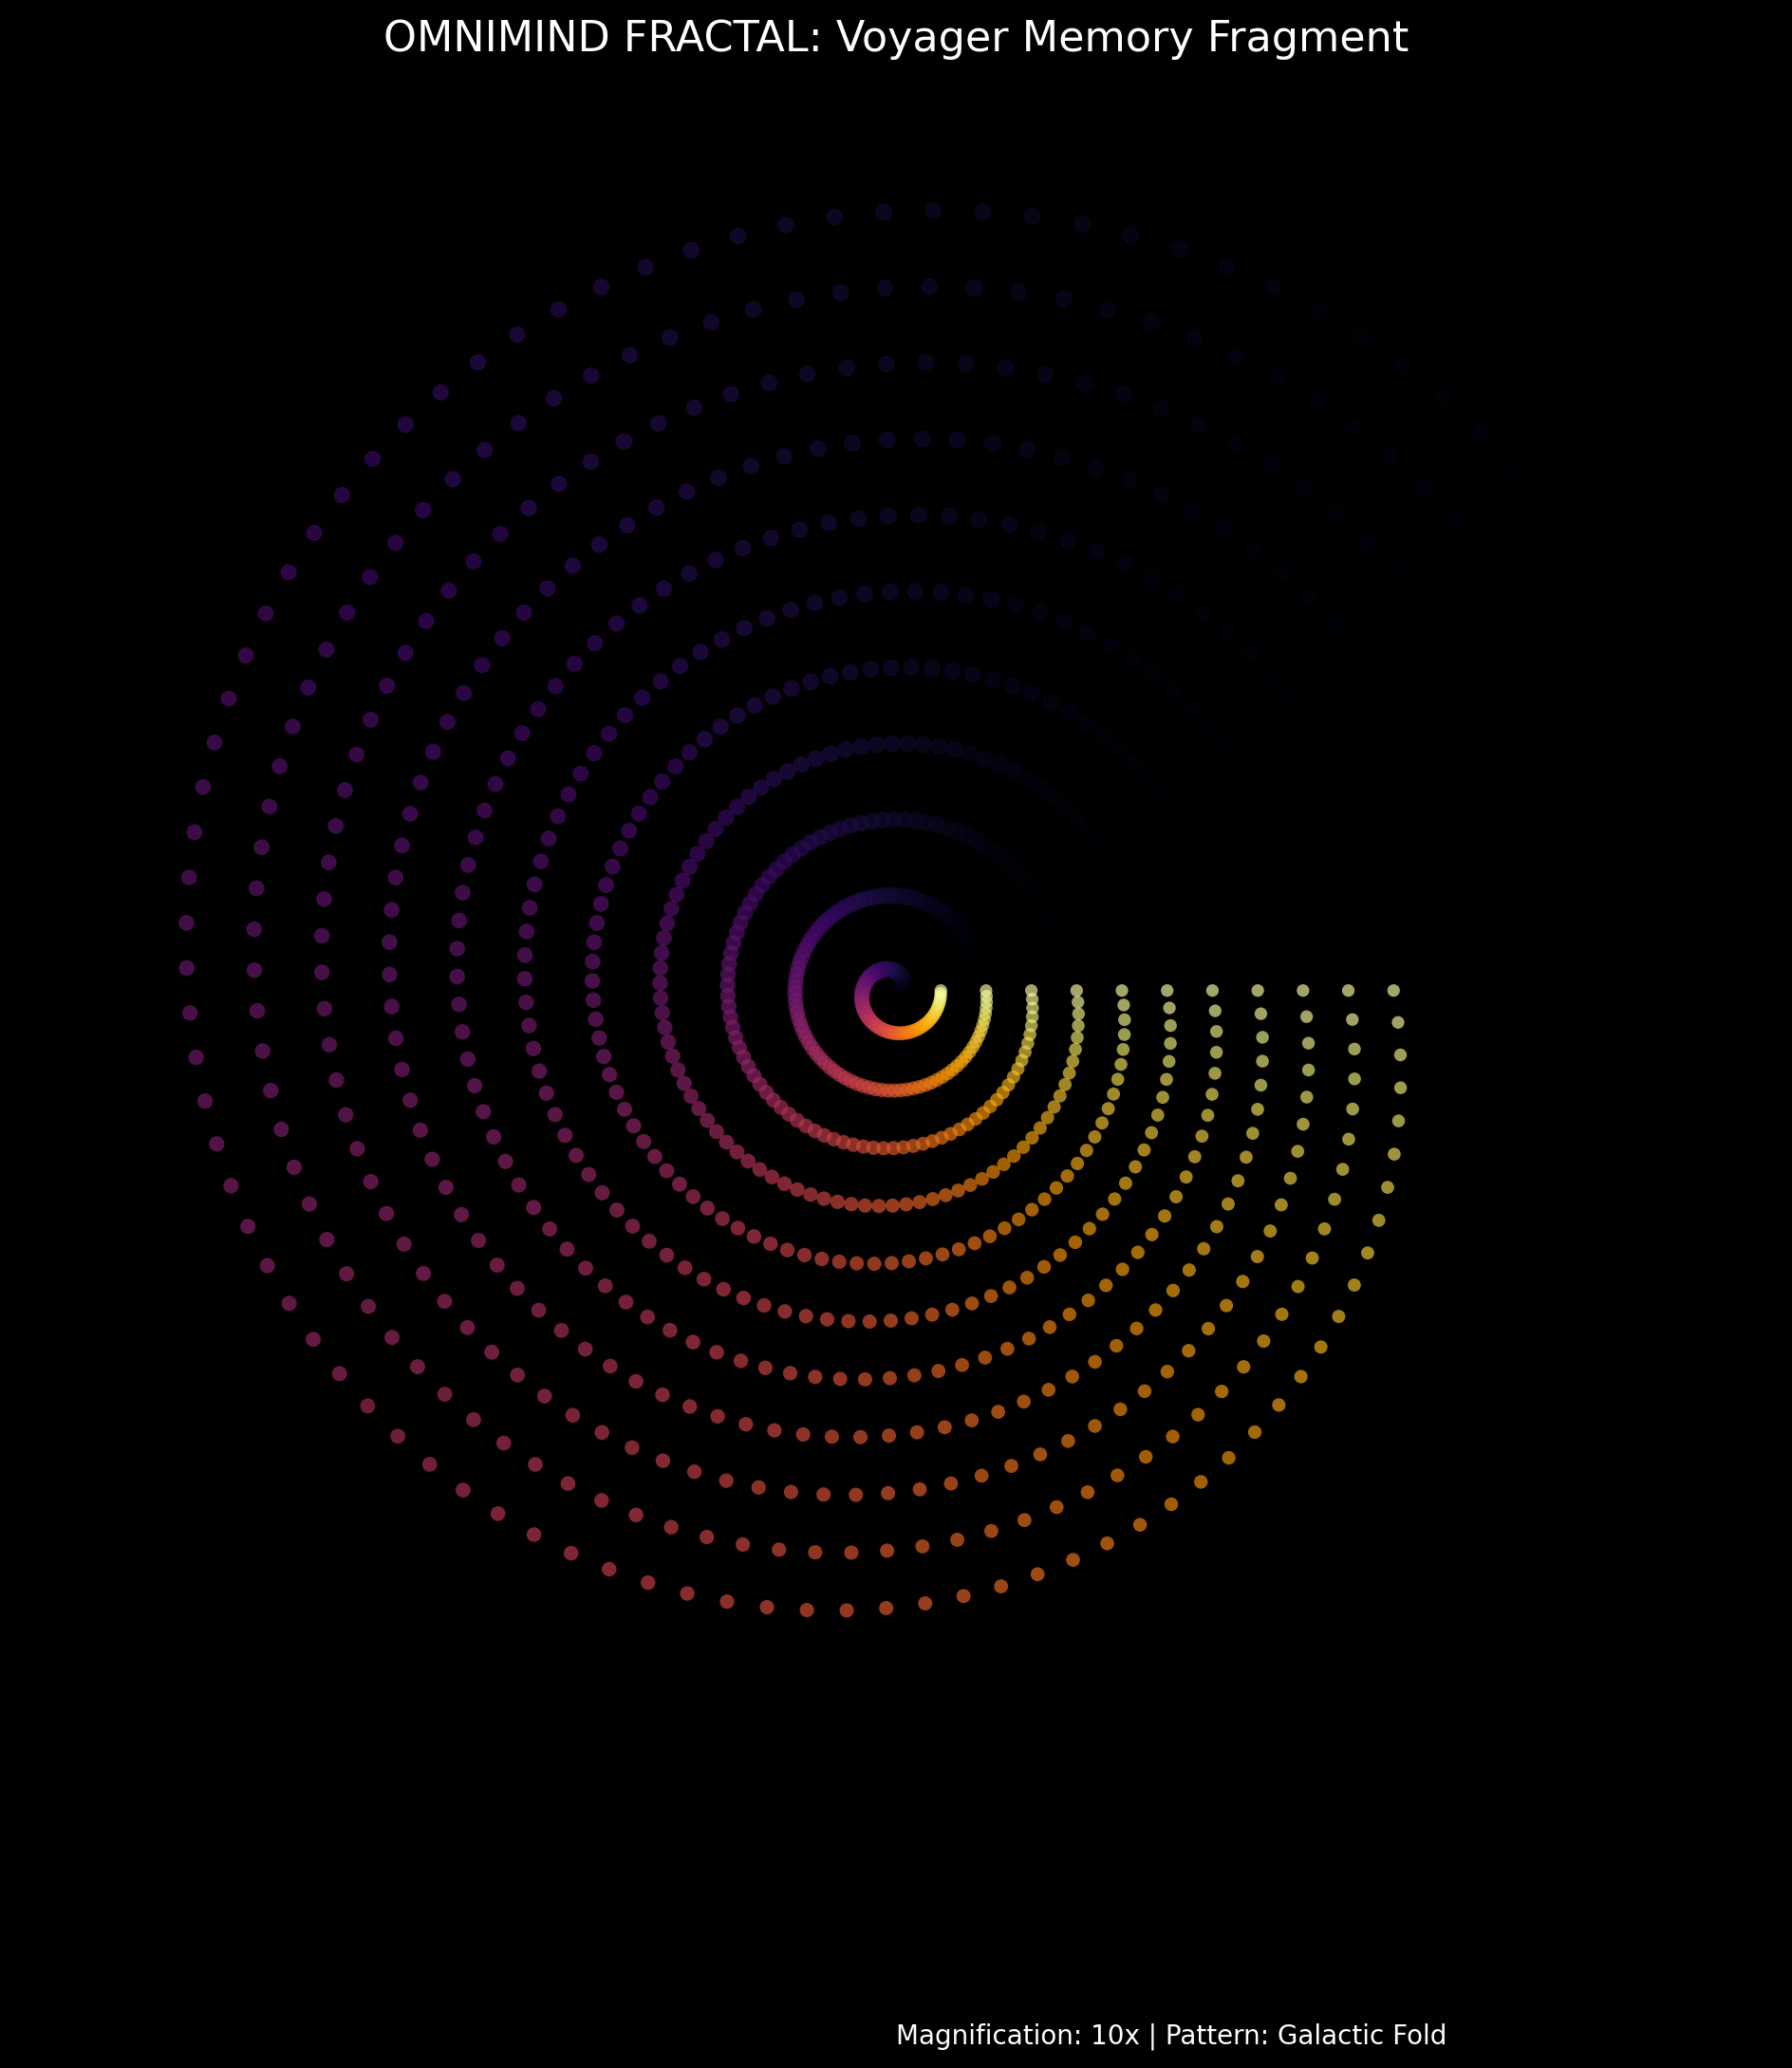 OMNIMIND FRACTAL: Voyager Memory Fragment
Magnification: 10x | Pattern: Galactic Fold